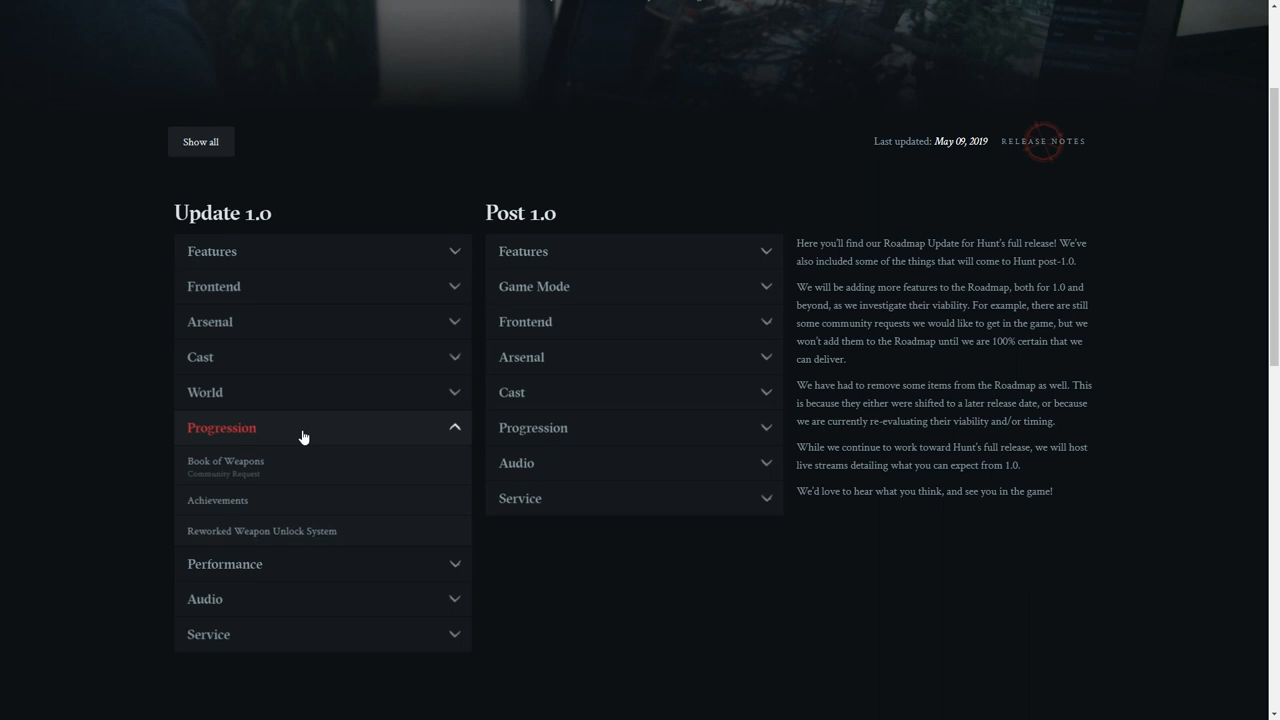 Show all
Last updated: May 09, 2019
RELEASE NOTES
Update 1.0
Features
Frontend
Arsenal
Cast
World
Progression
Book of Weapons
Community Request
Achievements
Reworked Weapon Unlock System
Performance
Audio
Service
Post 1.0
Features
Game Mode
Frontend
Arsenal
Cast
Progression
Audio
Service
Here you'll find our Roadmap Update for Hunt's full release! We've
also included some of the things that will come to Hunt post-1.0.
We will be adding more features to the Roadmap, both for 1.0 and
beyond, as we investigate their viability. For example, there are still
some community requests we would like to get in the game, but we
won't add them to the Roadmap until we are 100% certain that we
can deliver.
We have had to remove some items from the Roadmap as well. This
is because they either were shifted to a later release date, or because
we are currently re-evaluating their viability and/or timing.
While we continue to work toward Hunt's full release, we will host
live streams detailing what you can expect from 1.0.
We'd love to hear what you think, and see you in the game!